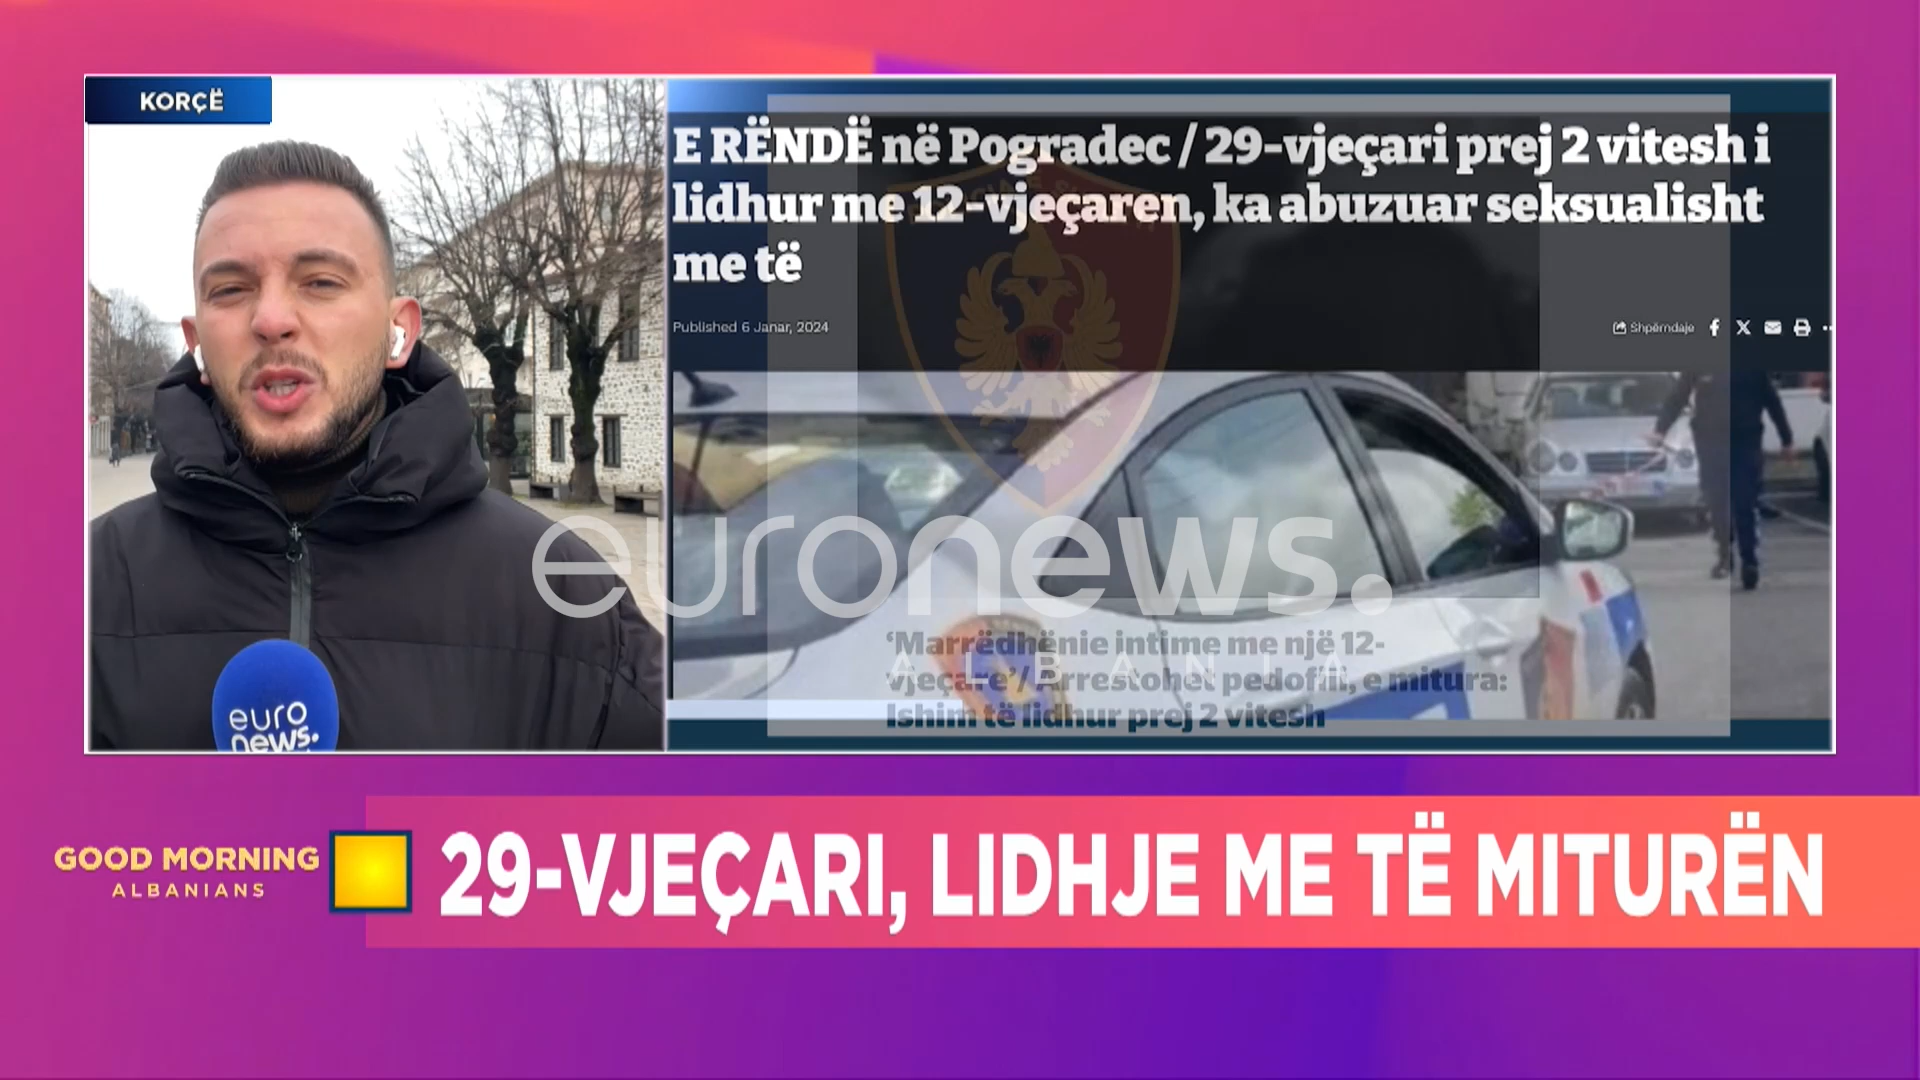 KORÇË
E RËNDË në Pogradec / 29-vjeçari prej 2 vitesh i
lidhur me 12-vjeçaren, ka abuzuar seksualisht
me të
Published 6 Janar, 2024
Shpërndaje
euronews.
ALBANIA
‘Marrëdhënie intime me një 12-
vjeçare’/ Arrestohet pedofili, e mitura:
Ishim të lidhur prej 2 vitesh
euro
news.
GOOD MORNING
ALBANIANS
29-VJEÇARI, LIDHJE ME TË MITURËN